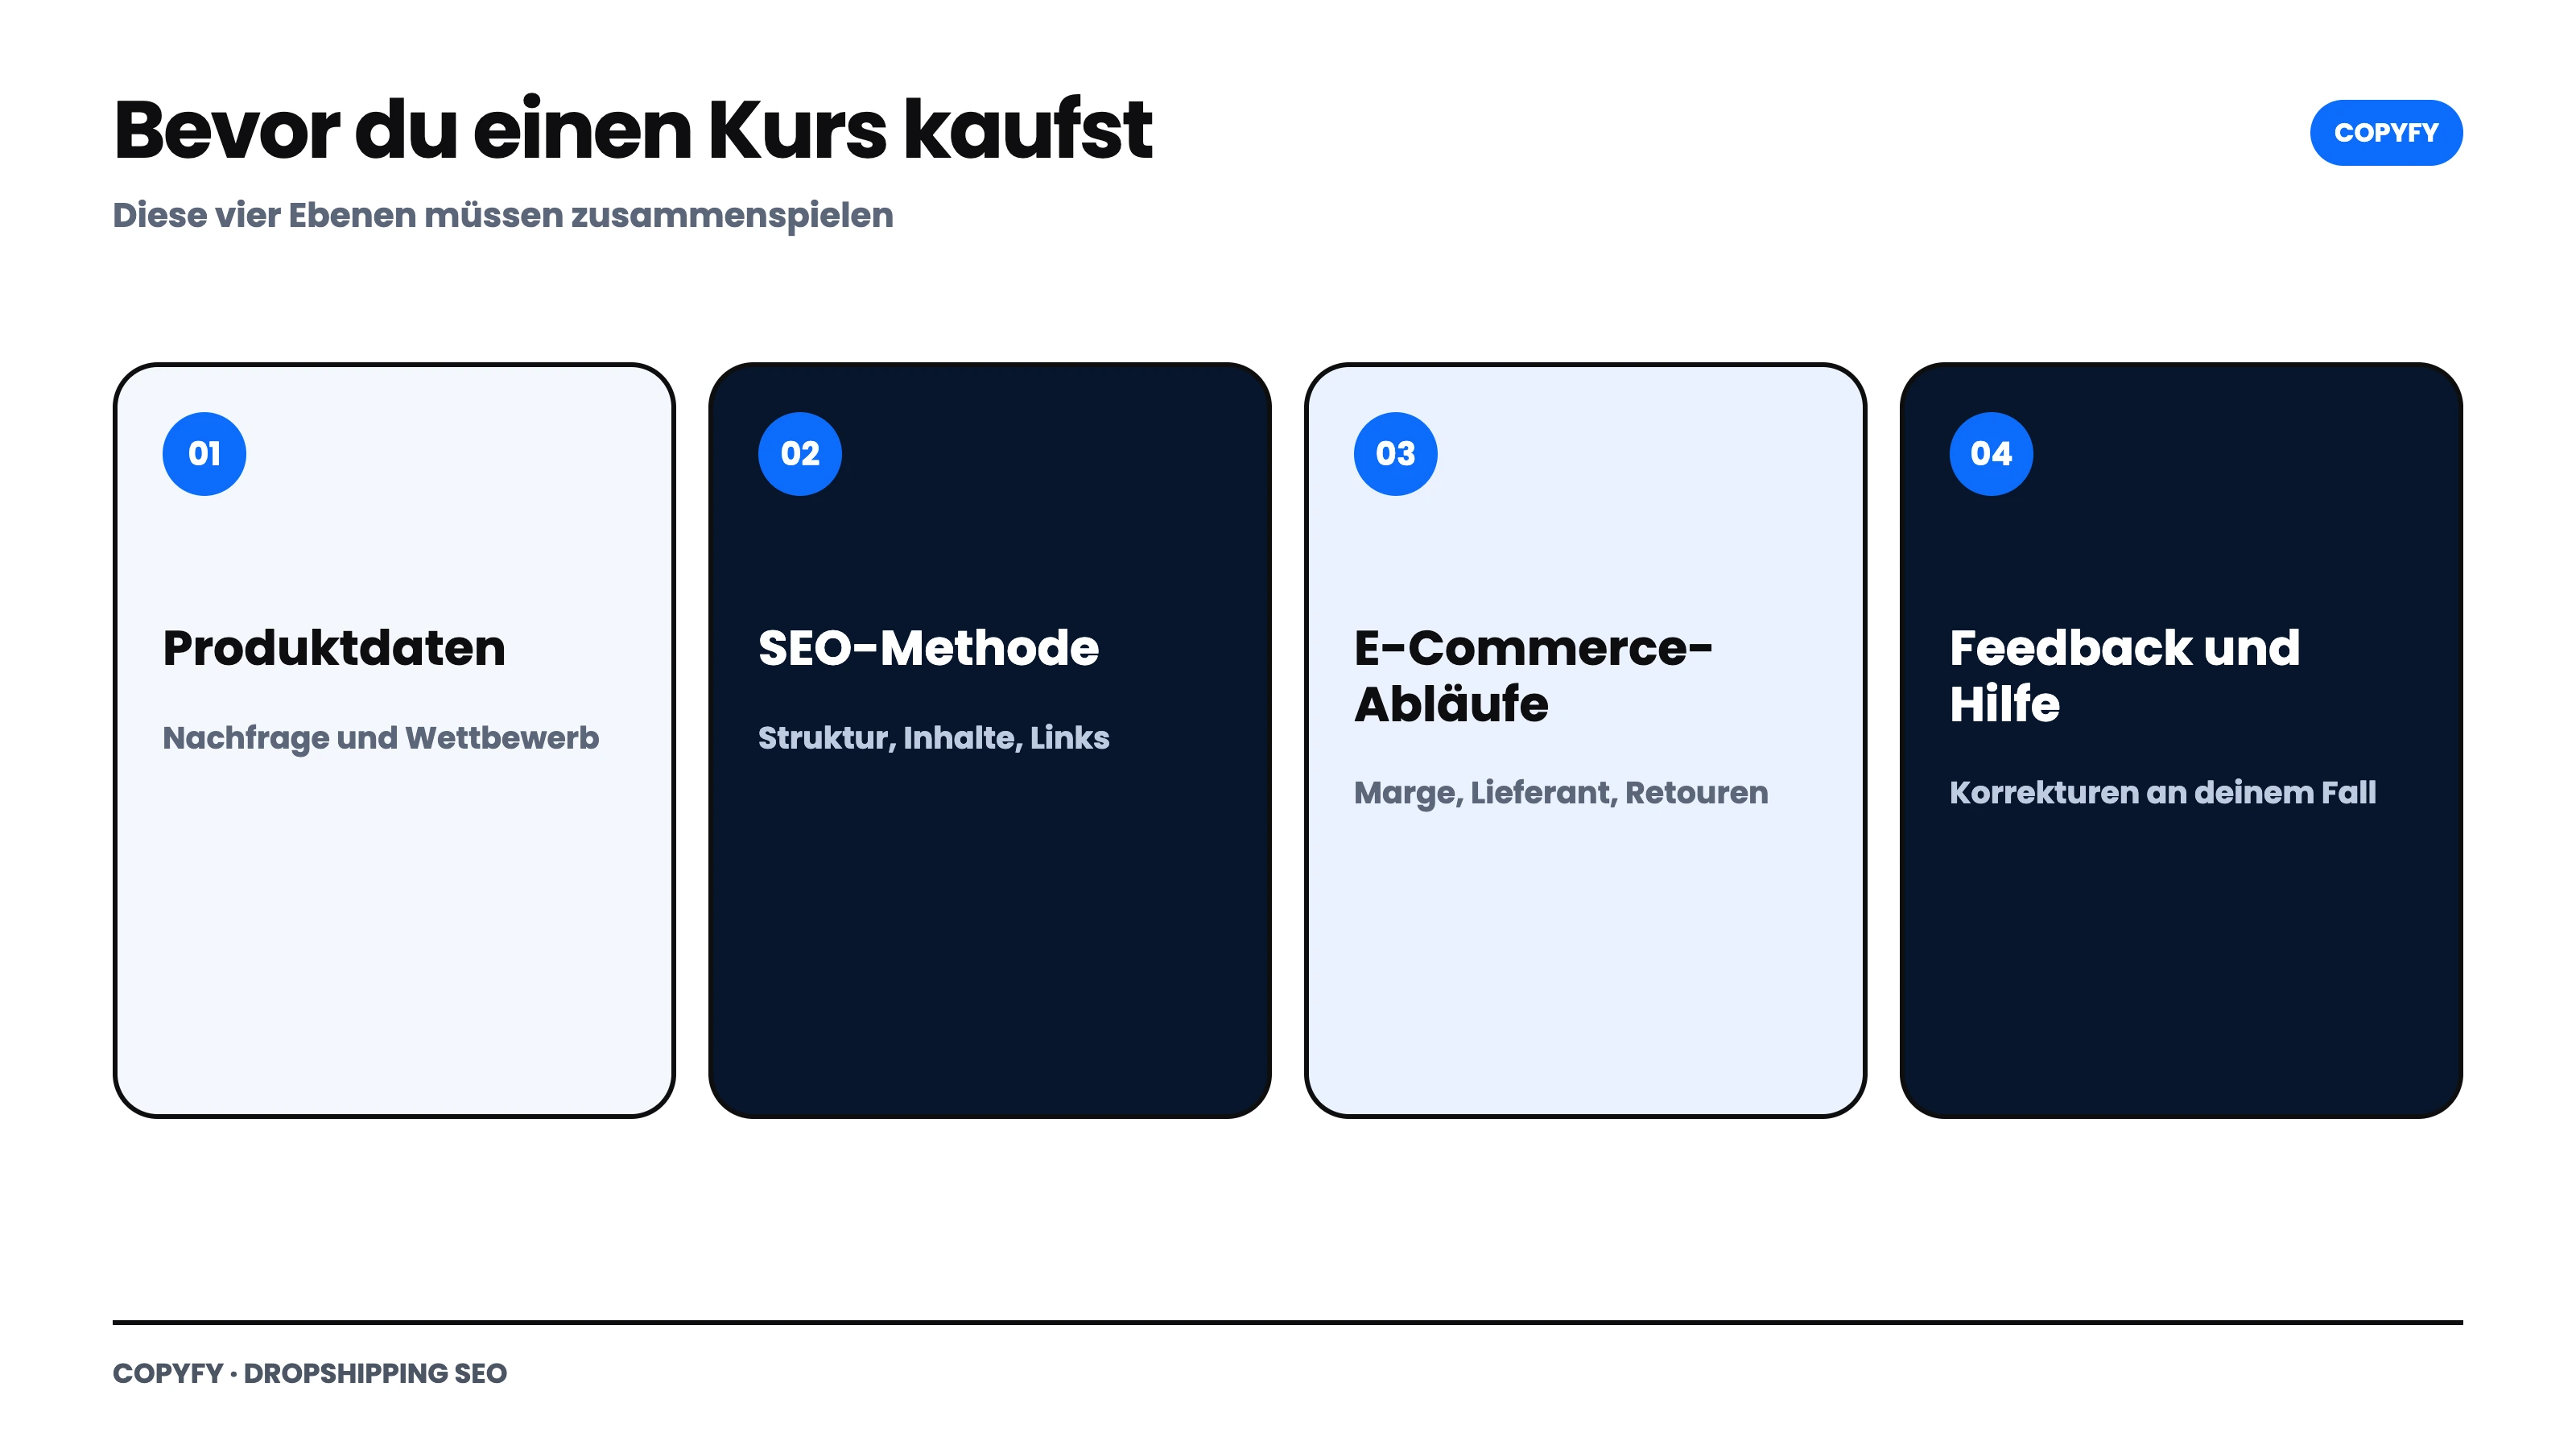 Bevor du einen Kurs kaufst
COPYFY
Diese vier Ebenen müssen zusammenspielen
01
Produktdaten
Nachfrage und Wettbewerb
02
SEO-Methode
Struktur, Inhalte, Links
03
E-Commerce-
Abläufe
Marge, Lieferant, Retouren
04
Feedback und
Hilfe
Korrekturen an deinem Fall
COPYFY · DROPSHIPPING SEO